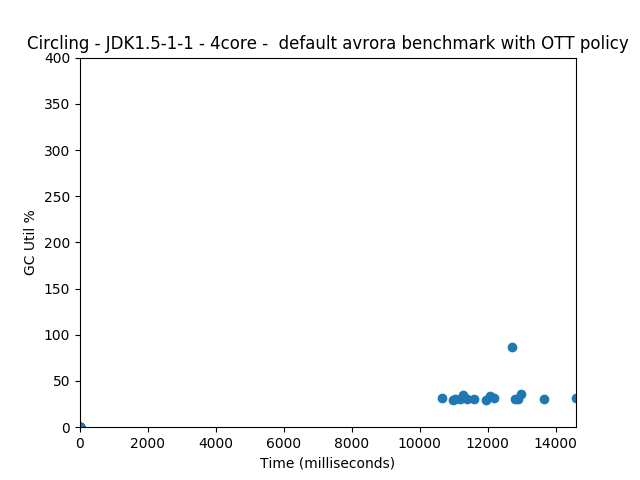 Circling - JDK1.5-1-1 - 4core -  default avrora benchmark with OTT policy
400
350
300
250
200
150
100
50
0
GC Util %
0 2000 4000 6000 8000 10000 12000 14000
Time (milliseconds)